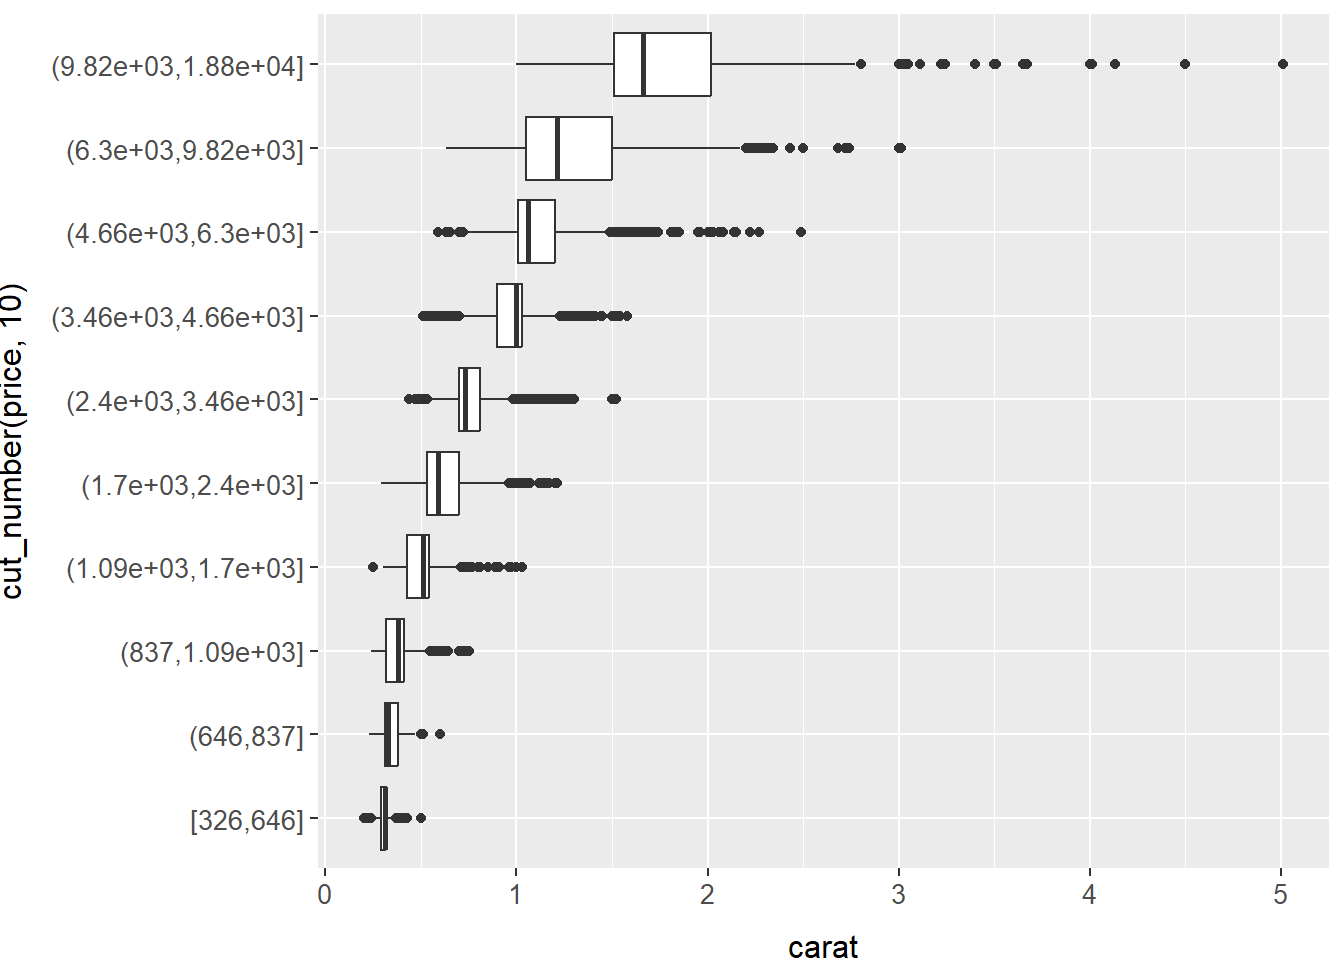 cut_number(price, 10)
(9.82e+03,1.88e+04]
(6.3e+03,9.82e+03]
(4.66e+03,6.3e+03]
(3.46e+03,4.66e+03]
(2.4e+03,3.46e+03]
(1.7e+03,2.4e+03]
(1.09e+03,1.7e+03]
(837,1.09e+03]
(646,837]
[326,646]
0 1 2 3 4 5
carat